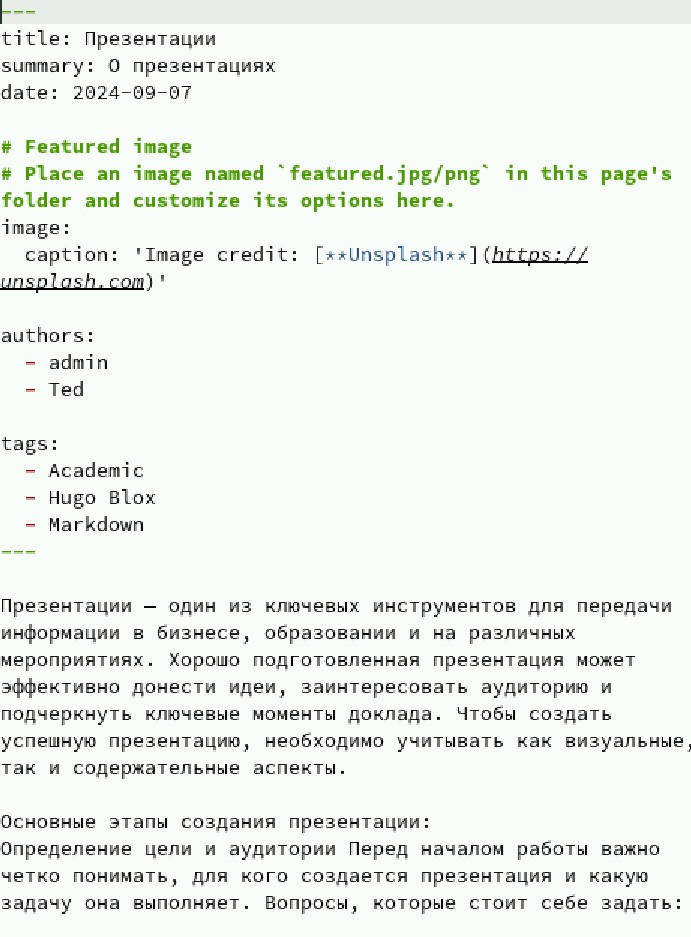 ---
title: Презентации
summary: О презентациях
date: 2024-09-07
# Featured image
# Place an image named `featured.jpg/png` in this page's
folder and customize its options here.
image:
  caption: 'Image credit: [**Unsplash**](https://
unsplash.com)'
authors:
  - admin
  - Ted
tags:
  - Academic
  - Hugo Blox
  - Markdown
---
Презентации — один из ключевых инструментов для передачи
информации в бизнесе, образовании и на различных
мероприятиях. Хорошо подготовленная презентация может
эффективно донести идеи, заинтересовать аудиторию и
подчеркнуть ключевые моменты доклада. Чтобы создать
успешную презентацию, необходимо учитывать как визуальные,
так и содержательные аспекты.
Основные этапы создания презентации:
Определение цели и аудитории Перед началом работы важно
четко понимать, для кого создается презентация и какую
задачу она выполняет. Вопросы, которые стоит себе задать: